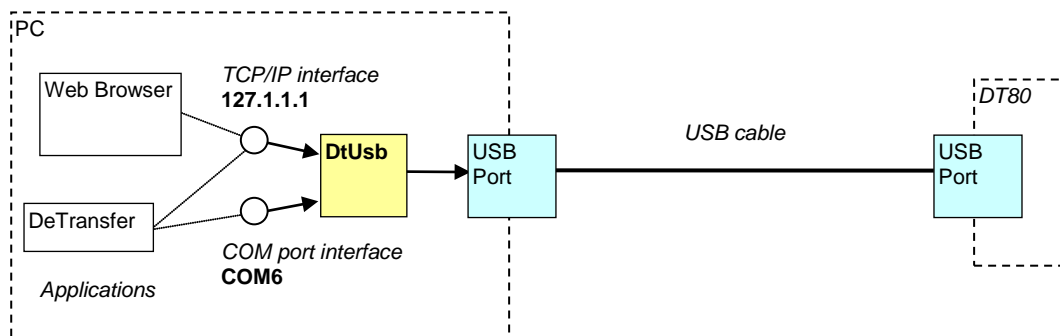 PC
Web Browser
TCP/IP interface
127.1.1.1
DtUsb
USB
Port
USB cable
DT80
USB
Port
DeTransfer
COM port interface
COM6
Applications